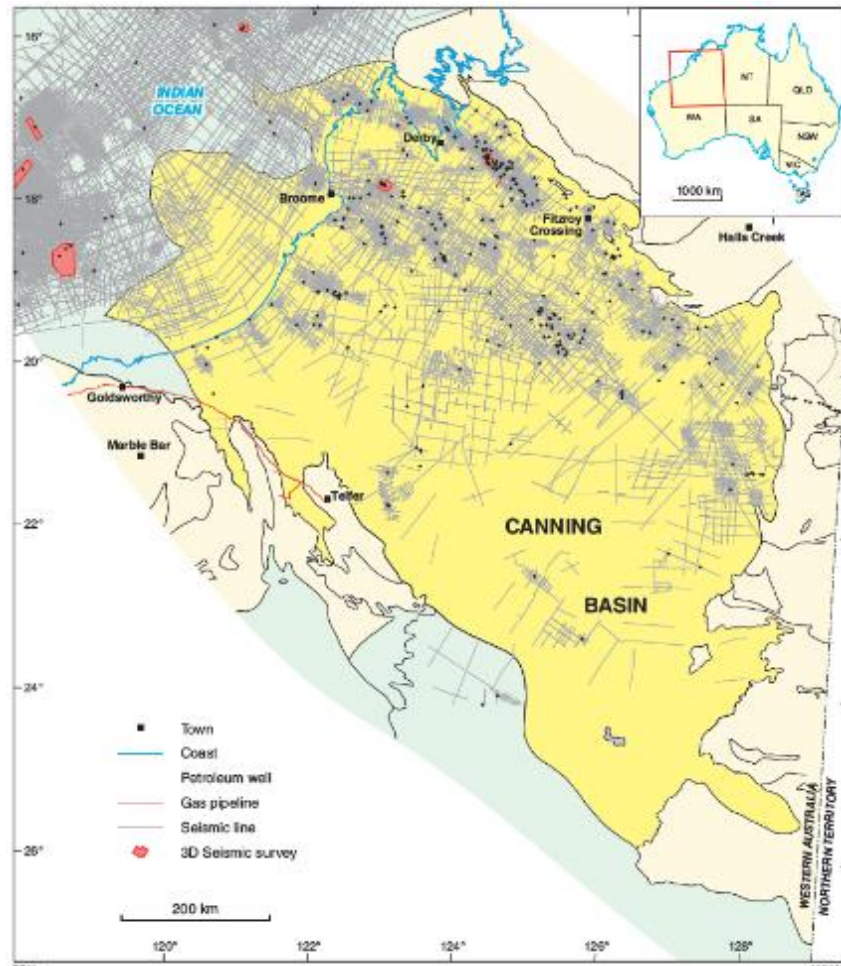 16°
18°
20°
22°
24°
26°
INDIAN
OCEAN
Derby
Broome
Fitzroy
Crossing
Halls Creek
Goldsworthy
Marble Bar
Telfer
CANNING
BASIN
NT
QLD
WA
SA
NSW
VIC
1000 km
Town
Coast
Petroleum well
Gas pipeline
Seismic line
3D Seismic survey
200 km
WESTERN AUSTRALIA
NORTHERN TERRITORY
120°
122°
124°
126°
128°